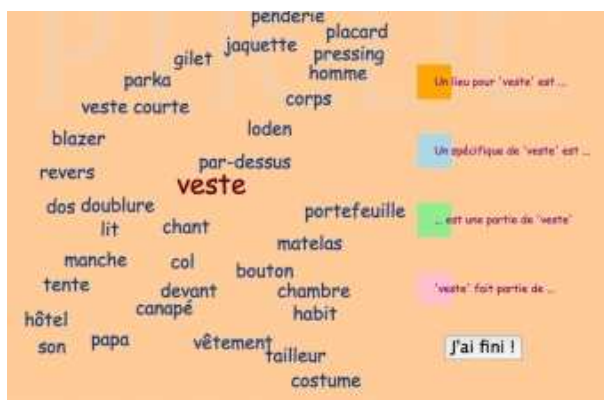 penderie
placard
jaquette
pressing
gilet
homme
parka
corps
veste courte
loden
blazer
par-dessus
revers
veste
dos
doublure
portefeuille
lit
chant
matelas
manche
col
bouton
tente
devant
chambre
canapé
habit
hôtel
papa
vêtement
son
tailleur
costume
Un lieu pour 'veste' est ...
Un spécifique de 'veste' est ...
... est une partie de 'veste'
'veste' fait partie de ...
J'ai fini !